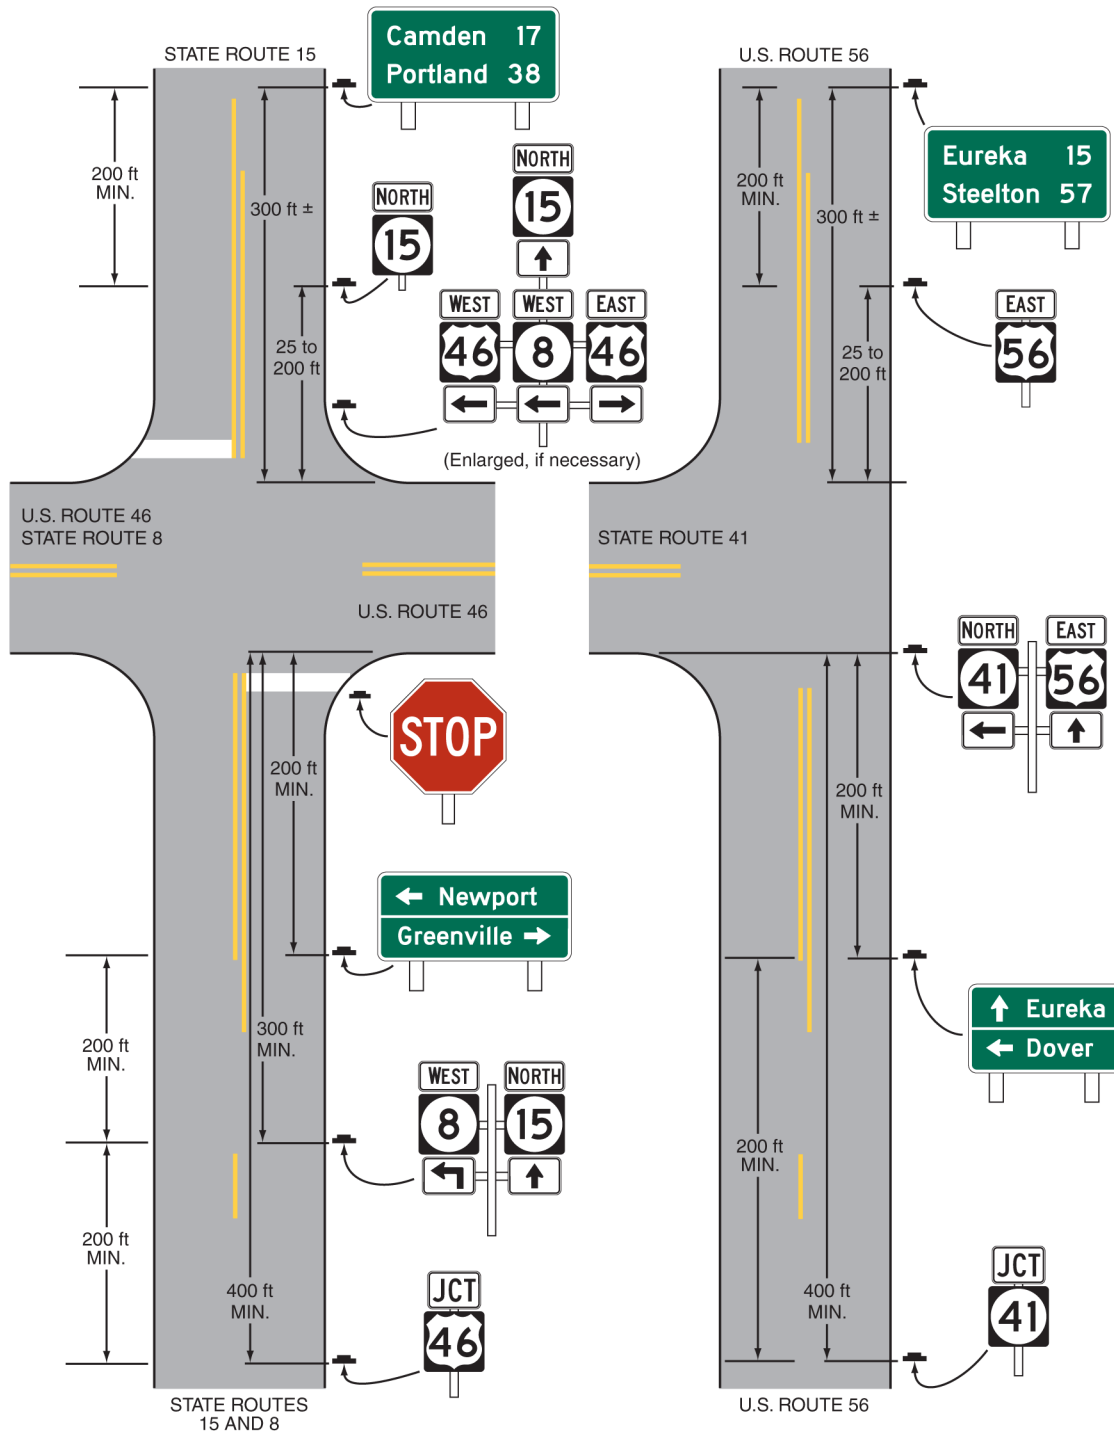 STATE ROUTE 15
Camden 17
Portland 38
200 ft
MIN.
300 ft ±
NORTH
15
NORTH
15
25 to
200 ft
WEST WEST EAST
46 8 46
(Enlarged, if necessary)
U.S. ROUTE 46
STATE ROUTE 8
U.S. ROUTE 46
STOP
200 ft
MIN.
Newport
Greenville
300 ft
MIN.
200 ft
MIN.
WEST NORTH
8 15
200 ft
MIN.
400 ft
MIN.
JCT
46
STATE ROUTES
15 AND 8
U.S. ROUTE 56
Eureka 15
Steelton 57
200 ft
MIN.
300 ft ±
EAST
56
25 to
200 ft
STATE ROUTE 41
NORTH EAST
41 56
200 ft
MIN.
Eureka
Dover
200 ft
MIN.
400 ft
MIN.
JCT
41
U.S. ROUTE 56